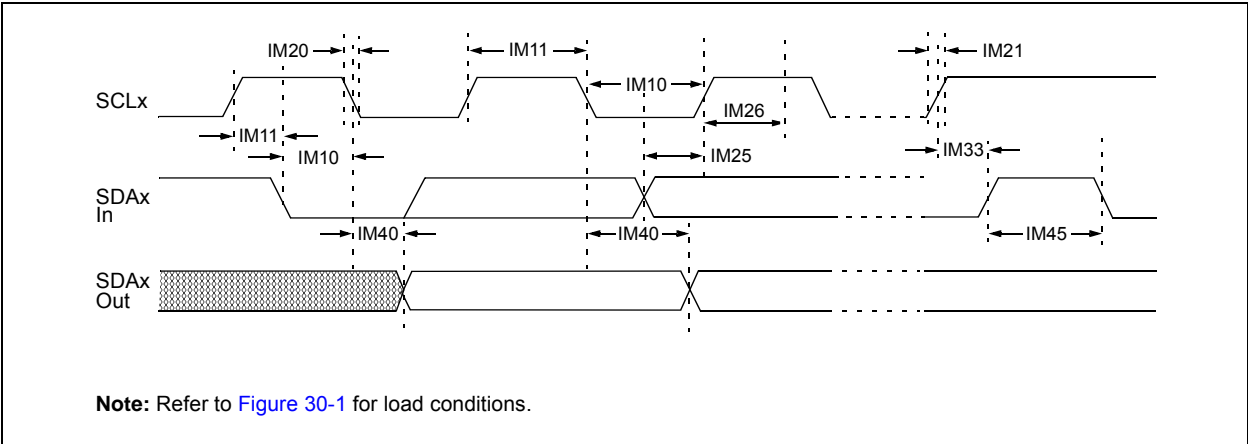 IM20
IM11
IM21
IM10
SCLx
IM26
IM11
IM10
IM25
IM33
SDAx
In
IM40
IM40
IM45
SDAx
Out
Note: Refer to Figure 30-1 for load conditions.